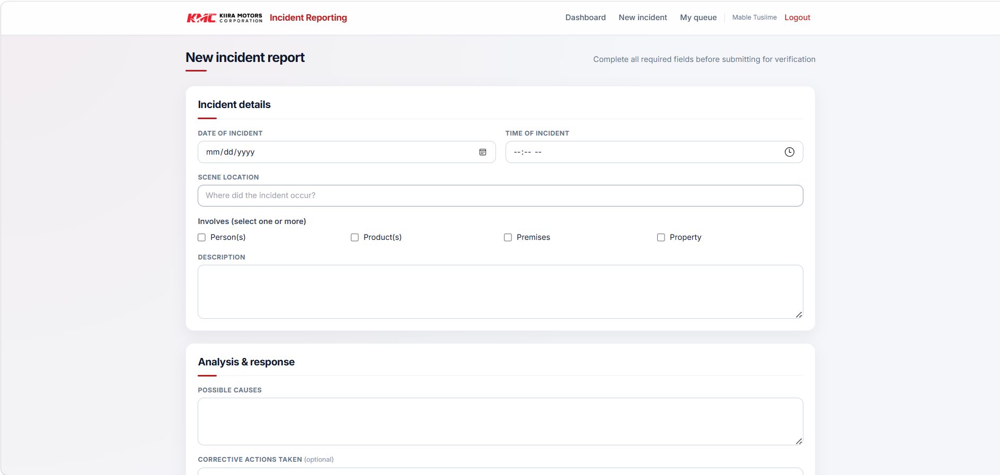 KMC KIIRA MOTORS CORPORATION Incident Reporting Dashboard New incident My queue Mable Tusiime Logout
New incident report
Complete all required fields before submitting for verification
Incident details
DATE OF INCIDENT
mm/dd/yyyy
TIME OF INCIDENT
--:-- --
SCENE LOCATION
Where did the incident occur?
Involves (select one or more)
Person(s) Product(s) Premises Property
DESCRIPTION
Analysis & response
POSSIBLE CAUSES
CORRECTIVE ACTIONS TAKEN (optional)